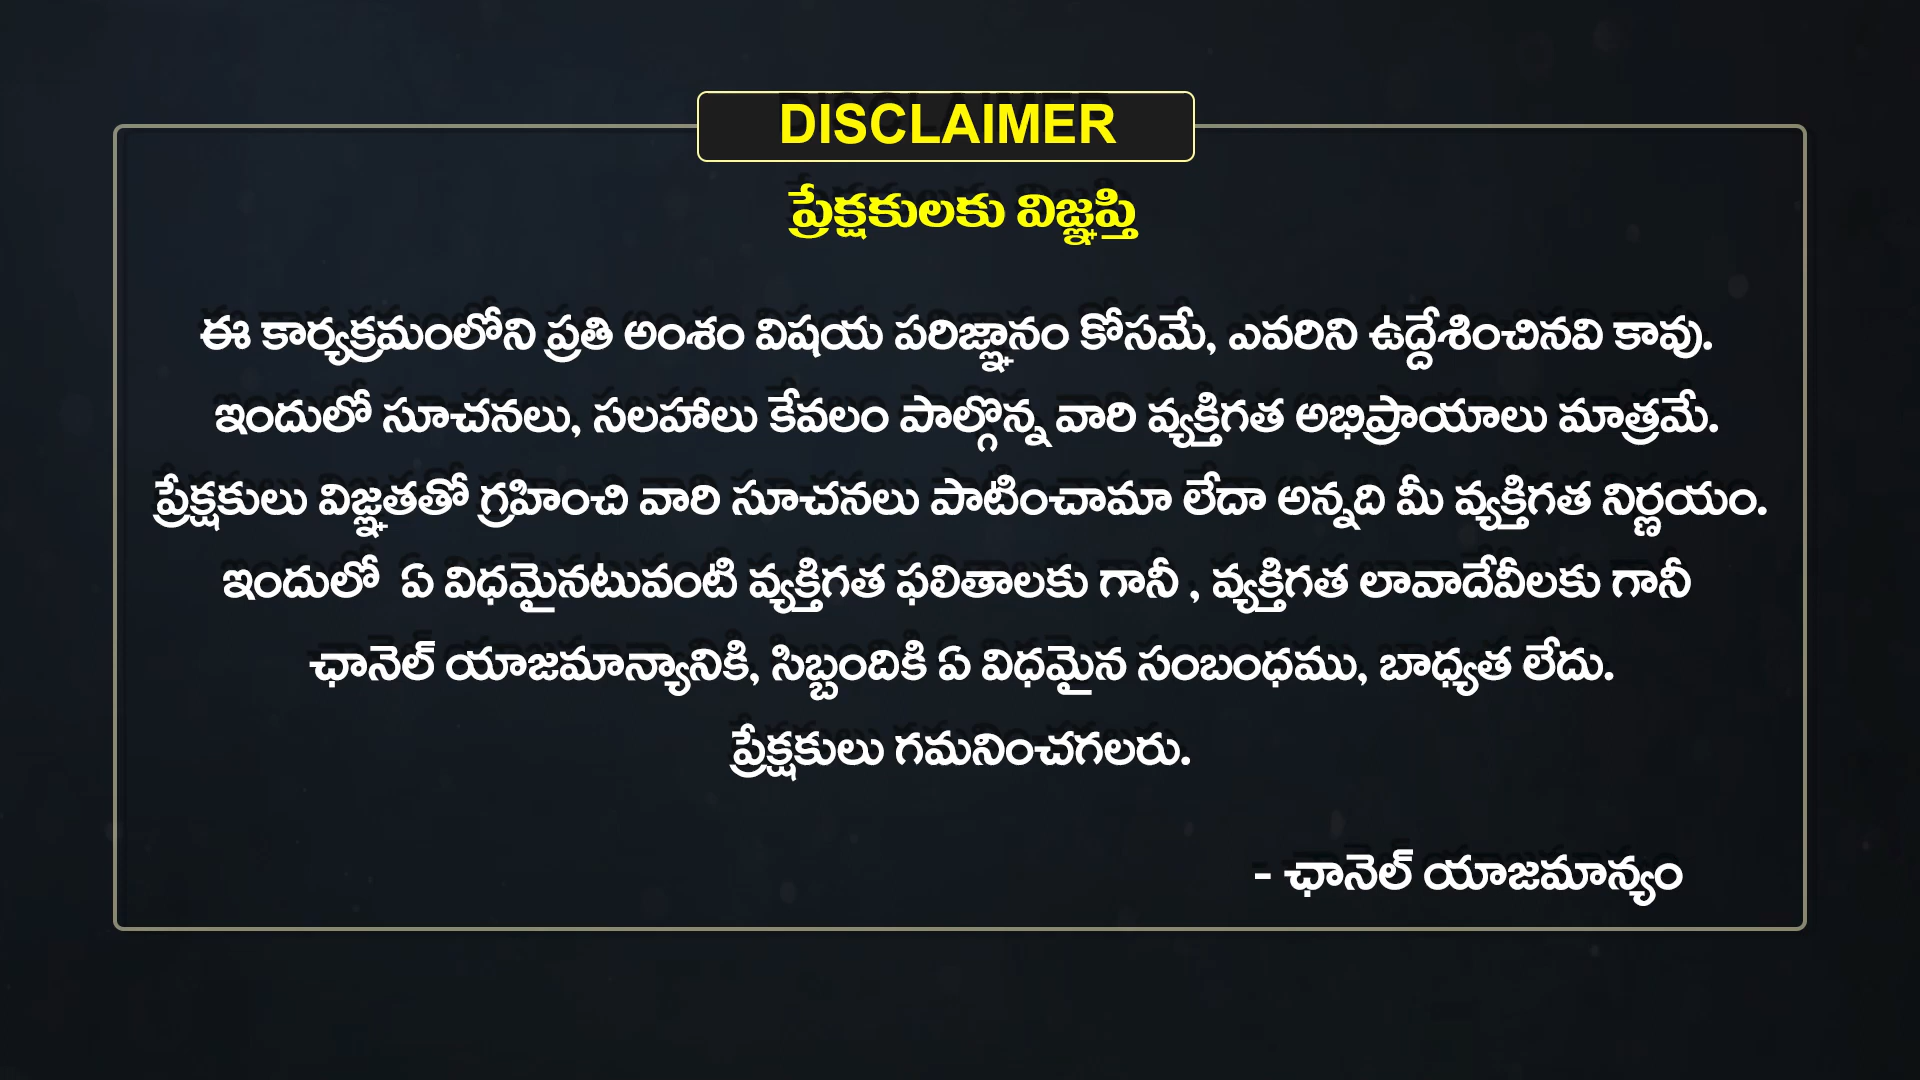 DISCLAIMER
ప్రేక్షకులకు విజ్ఞప్తి
ఈ కార్యక్రమంలోని ప్రతి అంశం విషయ పరిజ్ఞానం కోసమే, ఎవరిని ఉద్దేశించినవి కావు.
ఇందులో సూచనలు, సలహాలు కేవలం పాల్గొన్న వారి వ్యక్తిగత అభిప్రాయాలు మాత్రమే.
ప్రేక్షకులు విజ్ఞతతో గ్రహించి వారి సూచనలు పాటించామా లేదా అన్నది మీ వ్యక్తిగత నిర్ణయం.
ఇందులో ఏ విధమైనటువంటి వ్యక్తిగత ఫలితాలకు గానీ , వ్యక్తిగత లావాదేవీలకు గానీ
ఛానెల్ యాజమాన్యానికి, సిబ్బందికి ఏ విధమైన సంబంధము, బాధ్యత లేదు.
ప్రేక్షకులు గమనించగలరు.
- ఛానెల్ యాజమాన్యం